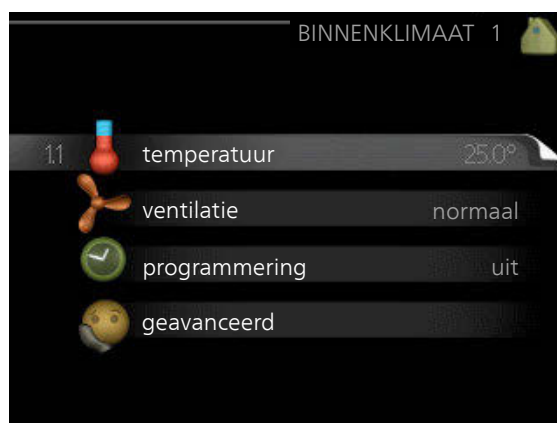 BINNENKLIMAAT 1
1.1 temperatuur 25.0°
ventilatie normaal
programmering uit
geavanceerd